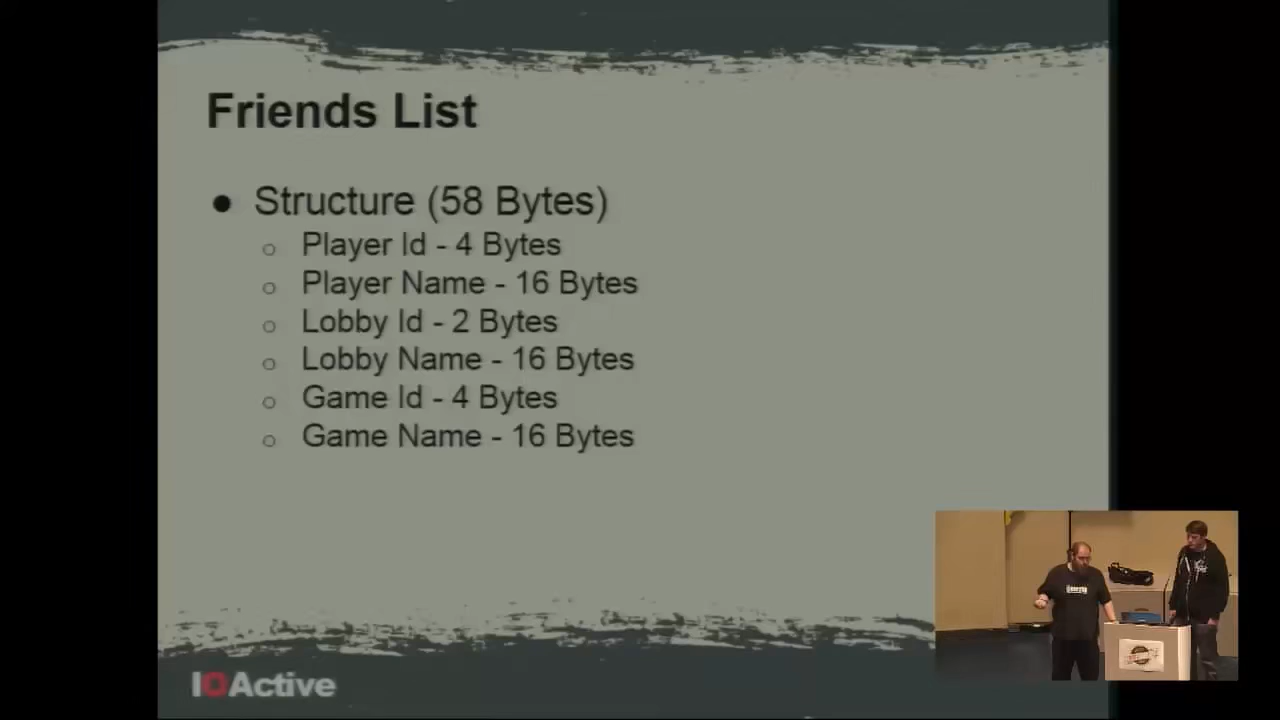 Friends List
● Structure (58 Bytes)
○ Player Id - 4 Bytes
○ Player Name - 16 Bytes
○ Lobby Id - 2 Bytes
○ Lobby Name - 16 Bytes
○ Game Id - 4 Bytes
○ Game Name - 16 Bytes
IOActive